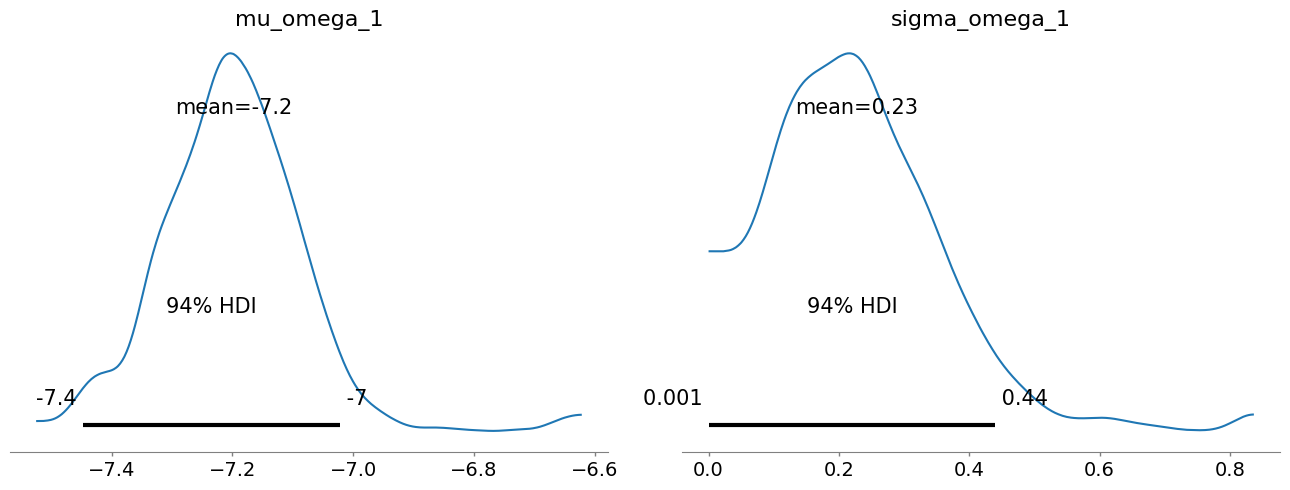 mu_omega_1
mean=-7.2
94% HDI
-7.4 -7
−7.4 −7.2 −7.0 −6.8 −6.6
sigma_omega_1
mean=0.23
94% HDI
0.001 0.44
0.0 0.2 0.4 0.6 0.8